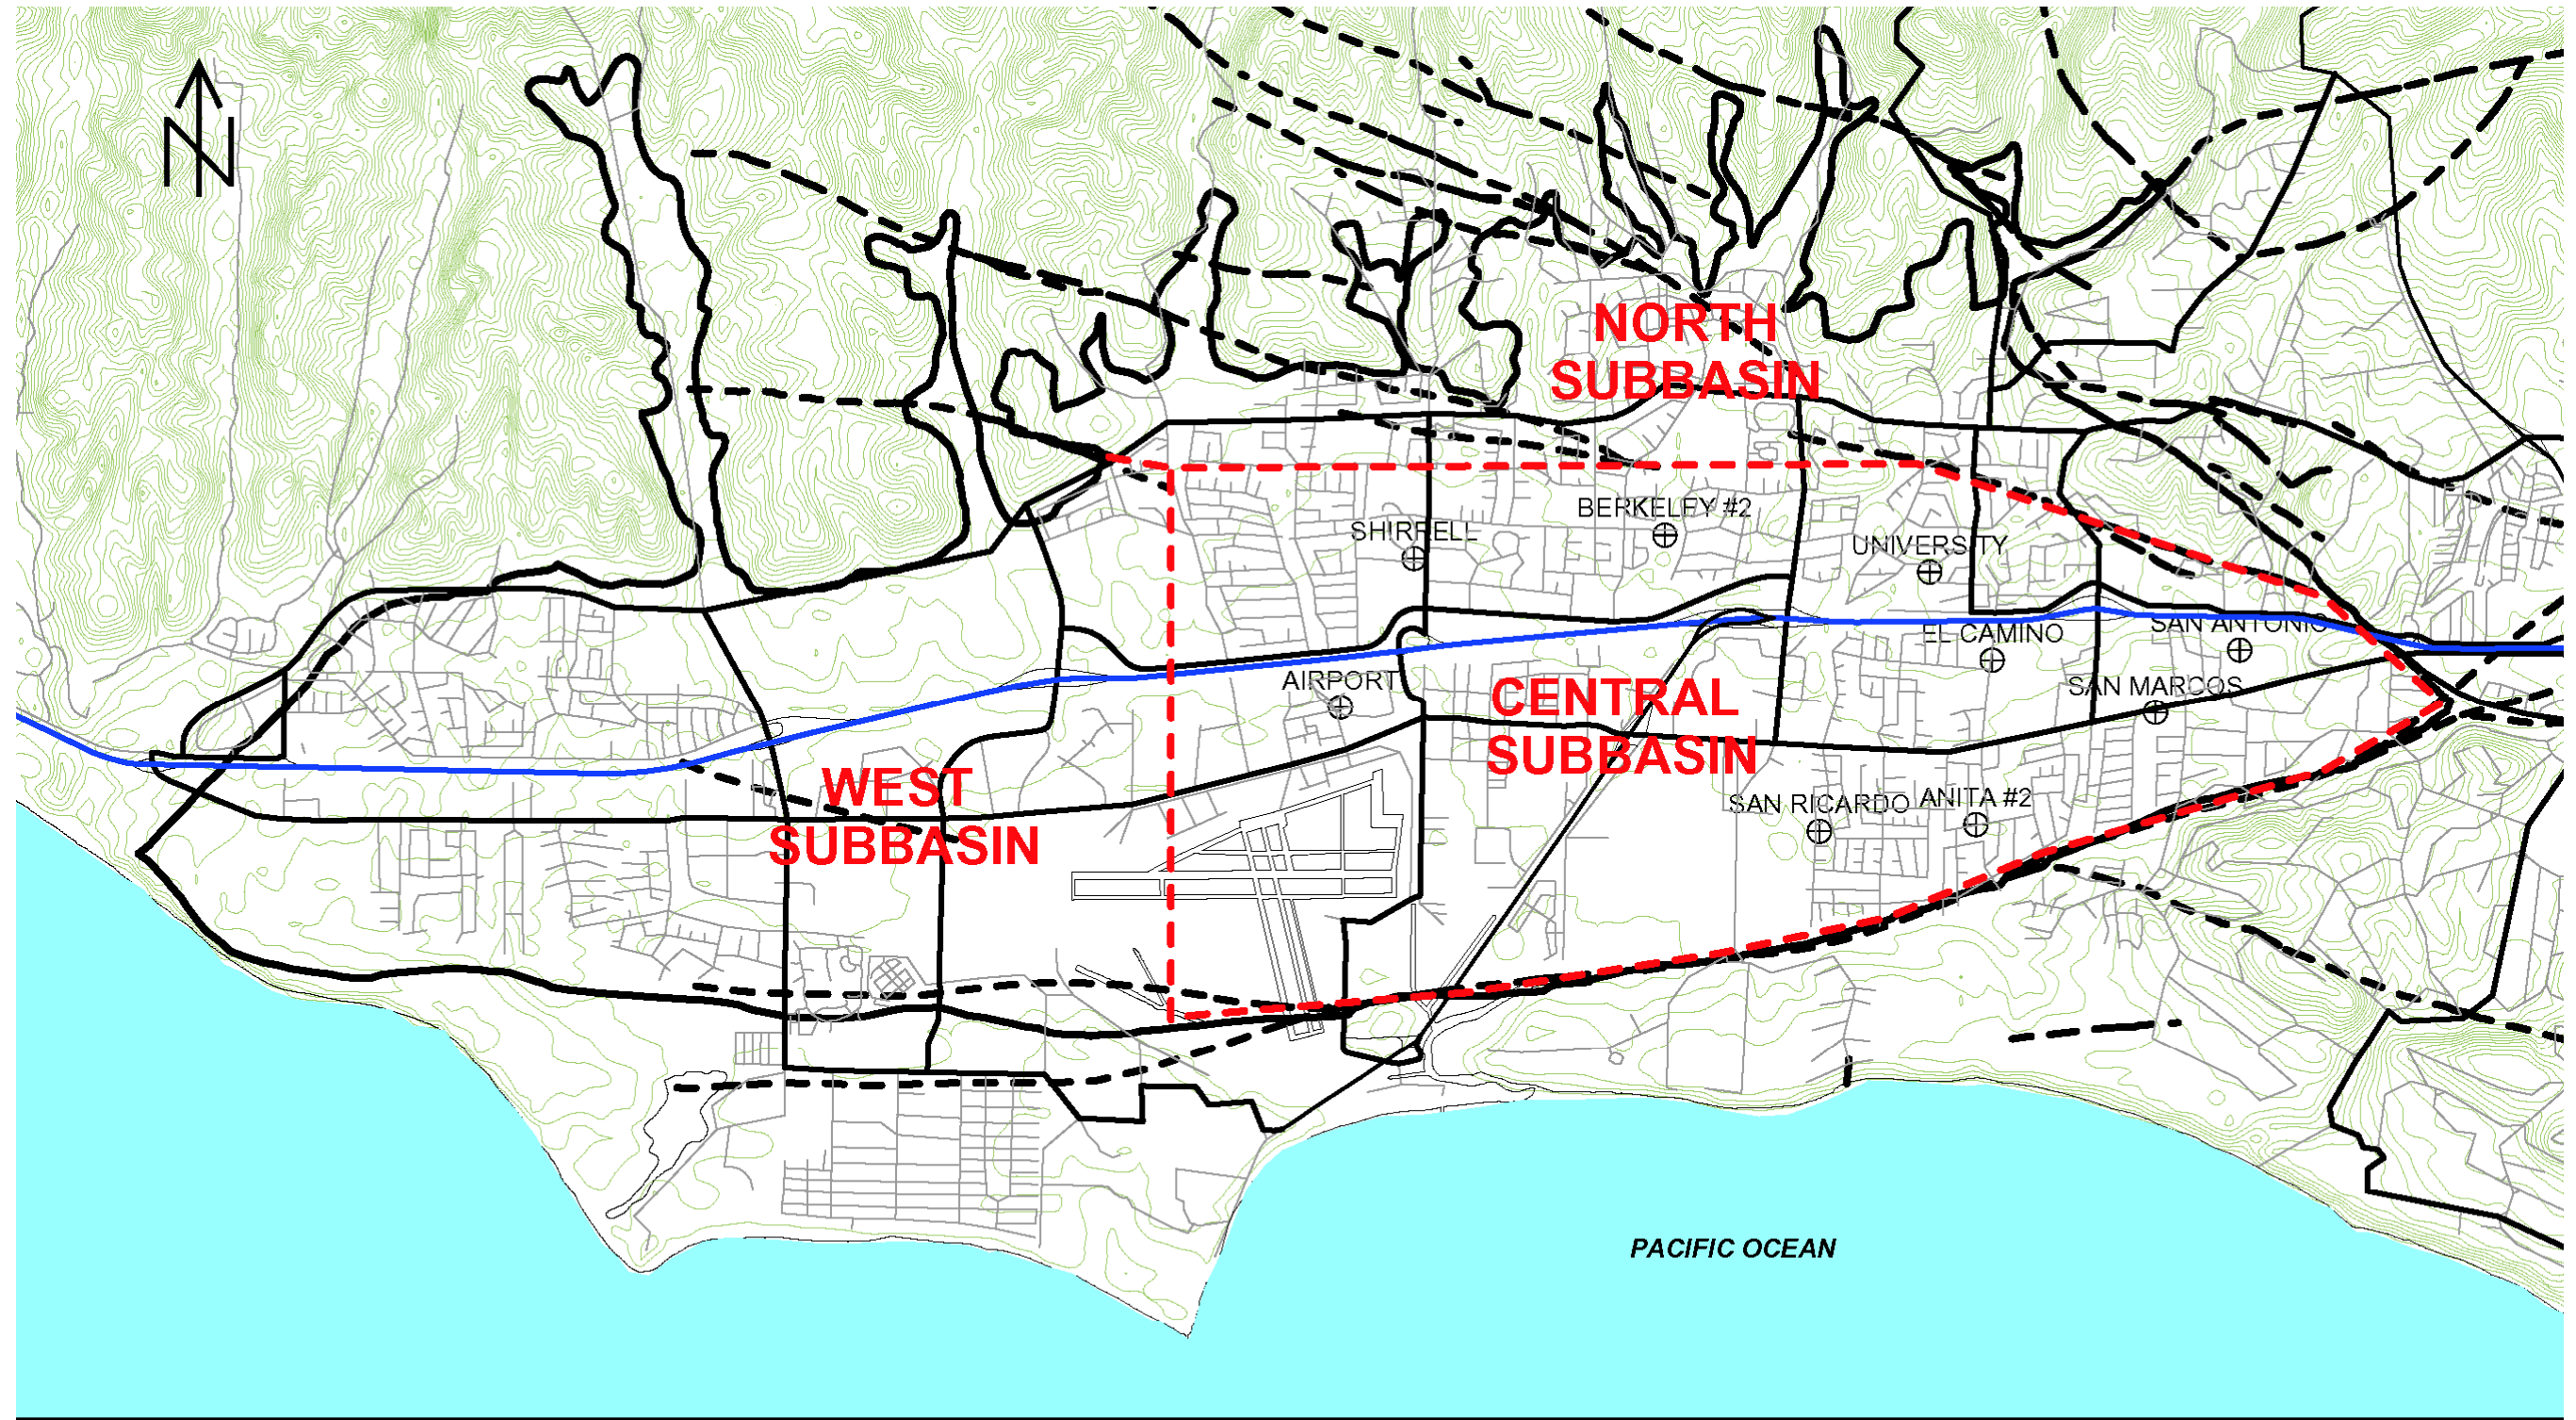 N
NORTH
SUBBASIN
BERKELEY #2
SHIRRELL
UNIVERSITY
EL CAMINO
SAN ANTONIO
AIRPORT
SAN MARCOS
CENTRAL
SUBBASIN
WEST
SUBBASIN
SAN RICARDO
ANITA #2
PACIFIC OCEAN